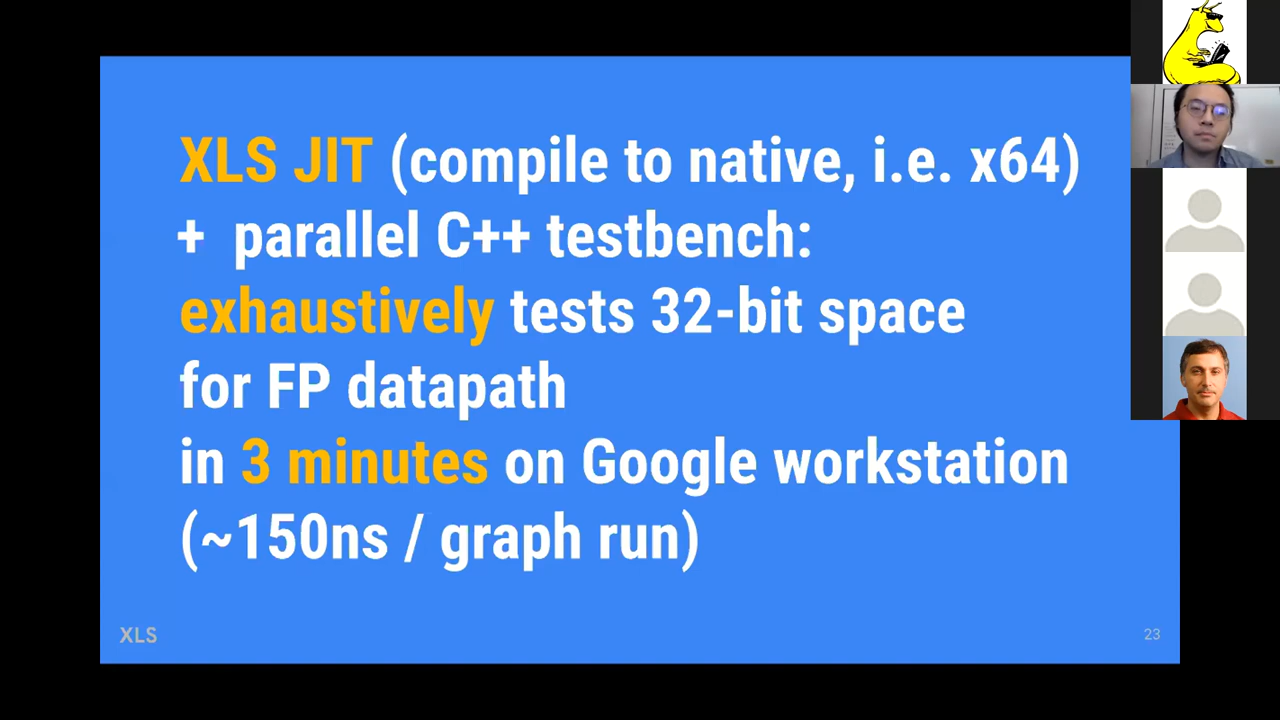 XLS JIT (compile to native, i.e. x64)
+ parallel C++ testbench:
exhaustively tests 32-bit space
for FP datapath
in 3 minutes on Google workstation
(~150ns / graph run)
XLS
23